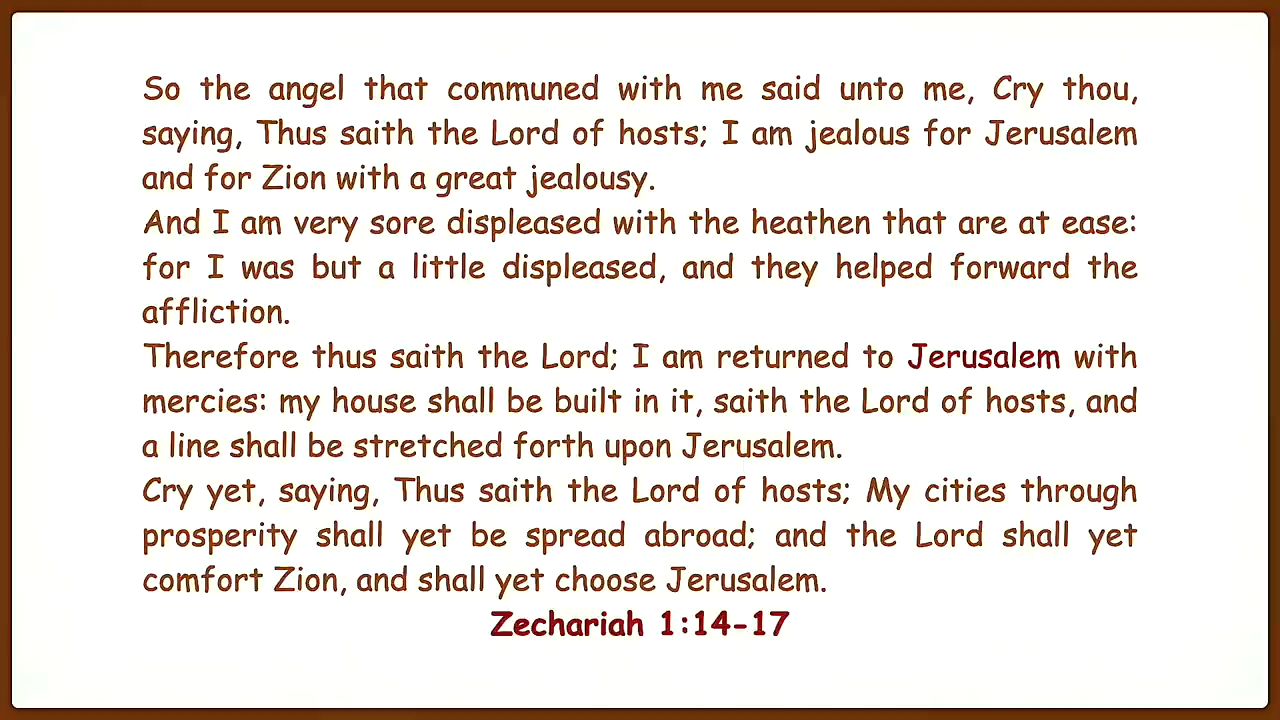 So the angel that communed with me said unto me, Cry thou,
saying, Thus saith the Lord of hosts; I am jealous for Jerusalem
and for Zion with a great jealousy.
And I am very sore displeased with the heathen that are at ease:
for I was but a little displeased, and they helped forward the
affliction.
Therefore thus saith the Lord; I am returned to Jerusalem with
mercies: my house shall be built in it, saith the Lord of hosts, and
a line shall be stretched forth upon Jerusalem.
Cry yet, saying, Thus saith the Lord of hosts; My cities through
prosperity shall yet be spread abroad; and the Lord shall yet
comfort Zion, and shall yet choose Jerusalem.
Zechariah 1:14-17